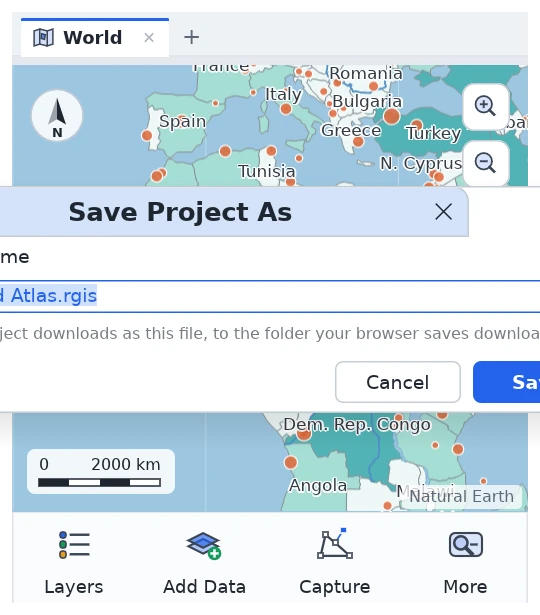 World × +
France
Romania
Italy
Bulgaria
Spain
Greece
Turkey
N
Tunisia
N. Cyprus
Save Project As
me
d Atlas.rgis
ject downloads as this file, to the folder your browser saves downloa
Cancel
Sa
Dem. Rep. Congo
0 2000 km
Angola
Natural Earth
Layers
Add Data
Capture
More